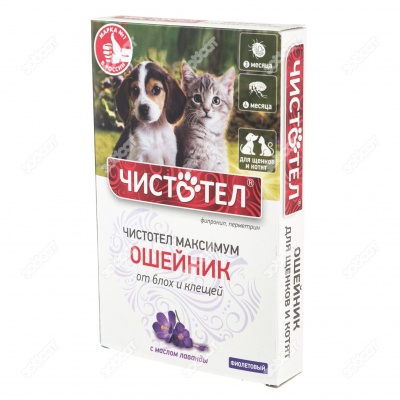 МАРКА №1
В РОССИИ
3 месяца
6 месяца
для щенков
и котят
ЧИСТОТЕЛ®
фипронил, перметрин
ЧИСТОТЕЛ МАКСИМУМ
ОШЕЙНИК
от блох и клещей
с маслом лаванды
ФИОЛЕТОВЫЙ
ЧИСТОТЕЛ®
ОШЕЙНИК
ДЛЯ ЩЕНКОВ И КОТЯТ